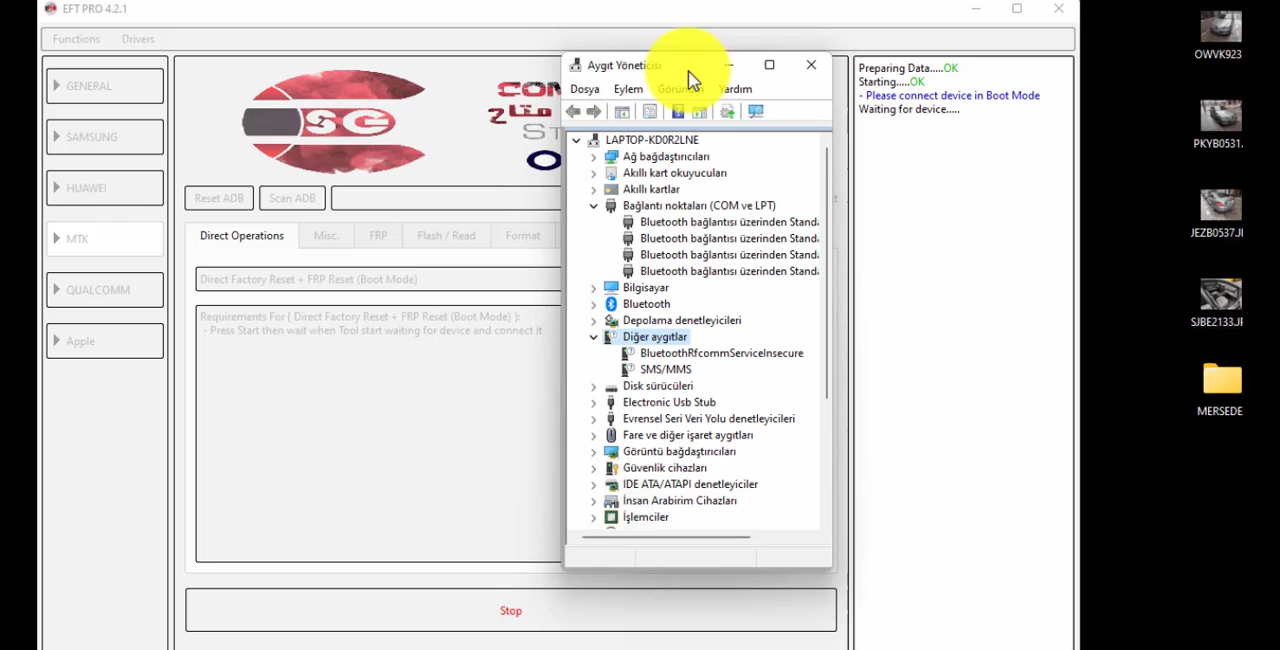 EFT PRO 4.2.1
Functions
Drivers
GENERAL
SAMSUNG
HUAWEI
MTK
QUALCOMM
Apple
SG
COM
متاح
ST
O
Reset ADB
Scan ADB
Direct Operations
Misc.
FRP
Flash / Read
Format
Direct Factory Reset + FRP Reset (Boot Mode)
Requirements For [ Direct Factory Reset + FRP Reset (Boot Mode) ]:
- Press Start then wait when Tool start waiting for device and connect it
Stop
Aygıt Yöneticisi
Dosya
Eylem
Yardım
LAPTOP-KD0R2LNE
Ağ bağdaştırıcıları
Akıllı kart okuyucuları
Akıllı kartlar
Bağlantı noktaları (COM ve LPT)
Bluetooth bağlantısı üzerinden Standa
Bluetooth bağlantısı üzerinden Standa
Bluetooth bağlantısı üzerinden Standa
Bluetooth bağlantısı üzerinden Standa
Bilgisayar
Bluetooth
Depolama denetleyicileri
Diğer aygıtlar
BluetoothRfcommServiceInsecure
SMS/MMS
Disk sürücüleri
Electronic Usb Stub
Evrensel Seri Veri Yolu denetleyicileri
Fare ve diğer işaret aygıtları
Görüntü bağdaştırıcıları
Güvenlik cihazları
IDE ATA/ATAPI denetleyiciler
İnsan Arabirim Cihazları
İşlemciler
Preparing Data.....OK
Starting.....OK
- Please connect device in Boot Mode
Waiting for device.....
OWVK923
PKYB0531.
JEZB0537.JI
SJBE2133.JF
MERSEDE